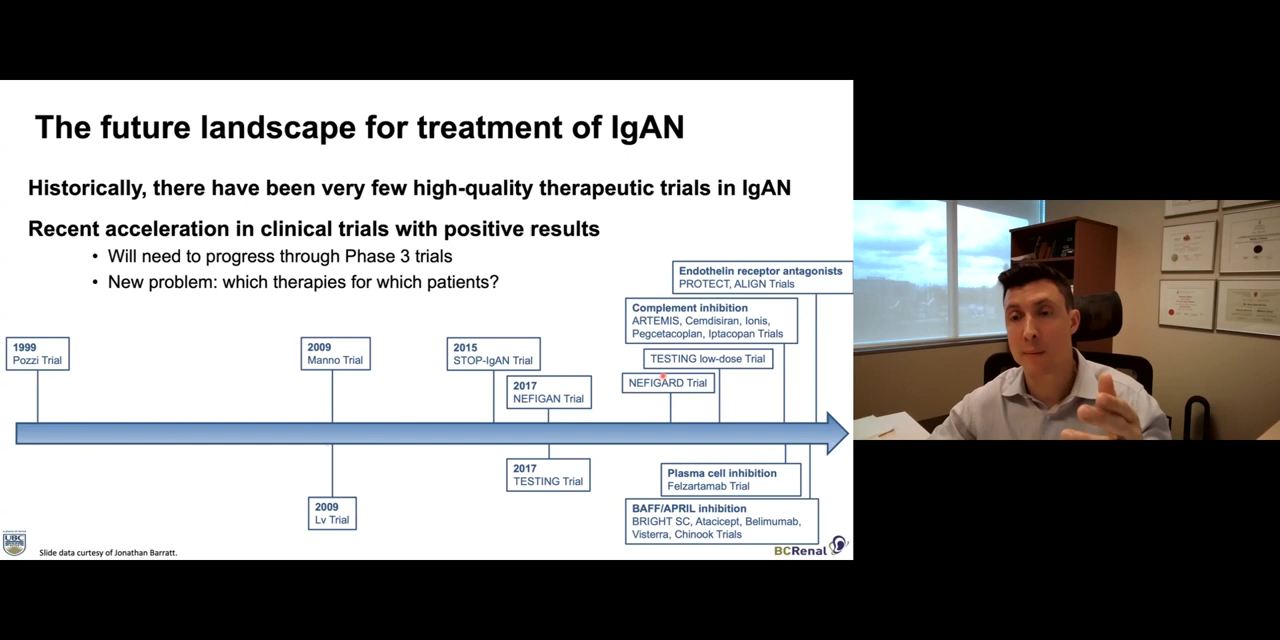 The future landscape for treatment of IgAN
Historically, there have been very few high-quality therapeutic trials in IgAN
Recent acceleration in clinical trials with positive results
• Will need to progress through Phase 3 trials
• New problem: which therapies for which patients?
Endothelin receptor antagonists
PROTECT, ALIGN Trials
Complement inhibition
ARTEMIS, Cemdisiran, Ionis,
Pegcetacoplan, Iptacopan Trials
1999
Pozzi Trial
2009
Manno Trial
2015
STOP-IgAN Trial
TESTING low-dose Trial
2017
NEFIGAN Trial
NEFIGARD Trial
2017
TESTING Trial
Plasma cell inhibition
Felzartamab Trial
2009
Lv Trial
BAFF/APRIL inhibition
BRIGHT SC, Atacicept, Belimumab,
Visterra, Chinook Trials
UBC
Slide data curtesy of Jonathan Barratt.
BCRenal